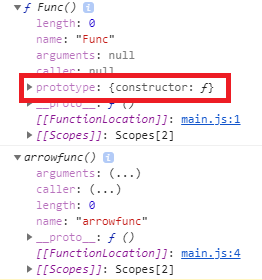 ▼ ƒ Func() i
length: 0
name: "Func"
arguments: null
caller: null
▶ prototype: {constructor: ƒ}
▶ __proto__: ƒ ()
[[FunctionLocation]]: main.js:1
▶ [[Scopes]]: Scopes[2]
▼ arrowfunc() i
arguments: (...)
caller: (...)
length: 0
name: "arrowfunc"
▶ __proto__: ƒ ()
[[FunctionLocation]]: main.js:4
▶ [[Scopes]]: Scopes[2]